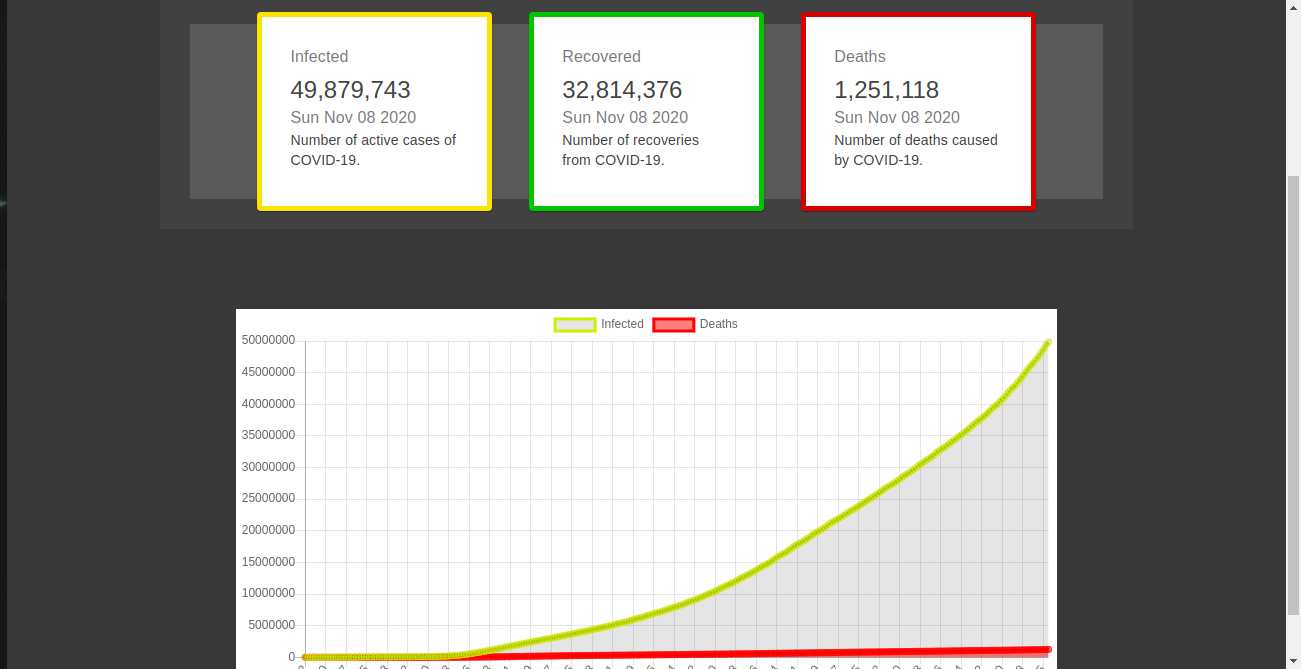 Infected
49,879,743
Sun Nov 08 2020
Number of active cases of
COVID-19.
Recovered
32,814,376
Sun Nov 08 2020
Number of recoveries
from COVID-19.
Deaths
1,251,118
Sun Nov 08 2020
Number of deaths caused
by COVID-19.
Infected Deaths
50000000
45000000
40000000
35000000
30000000
25000000
20000000
15000000
10000000
5000000
0